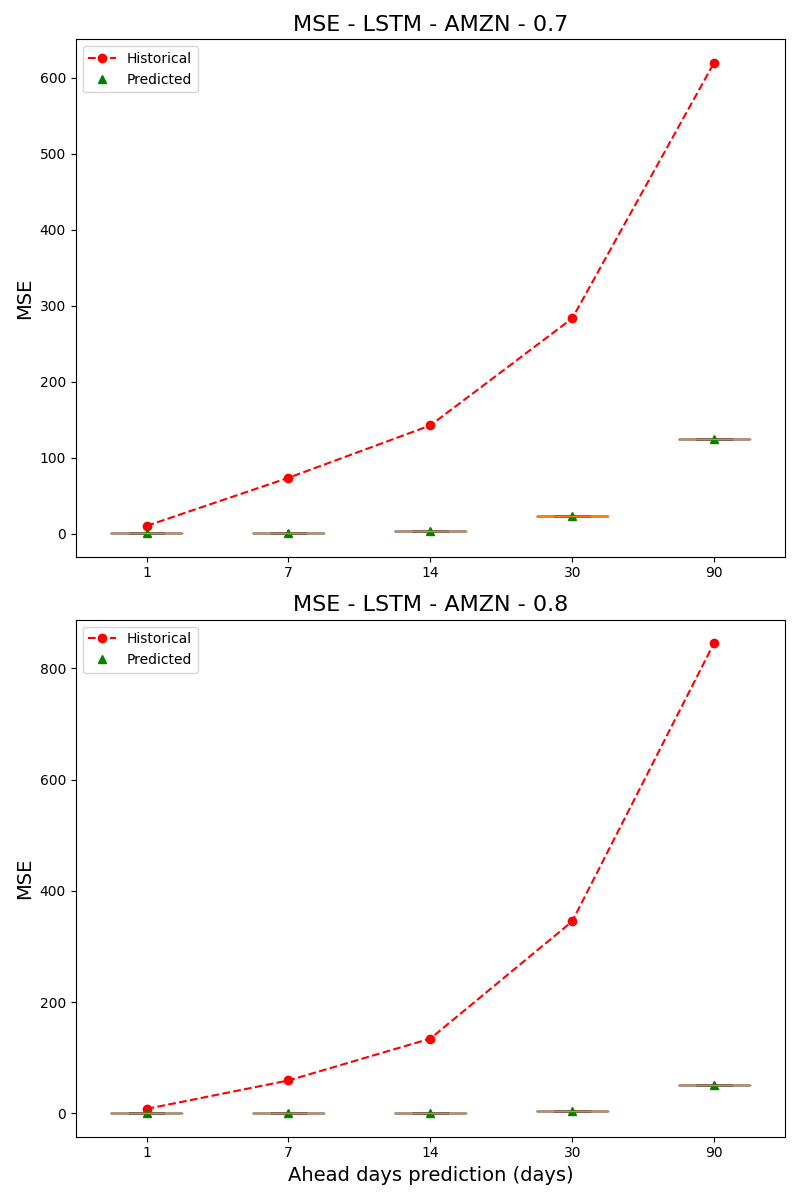 MSE - LSTM - AMZN - 0.7
Historical
Predicted
MSE
600
500
400
300
200
100
0
1 7 14 30 90
MSE - LSTM - AMZN - 0.8
Historical
Predicted
MSE
800
600
400
200
0
1 7 14 30 90
Ahead days prediction (days)